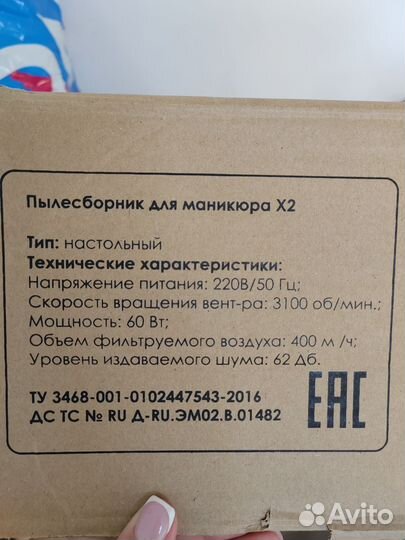 Пылесборник для маникюра X2
Тип: настольный
Технические характеристики:
Напряжение питания: 220В/50 Гц;
Скорость вращения вент-ра: 3100 об/мин.;
Мощность: 60 Вт;
Объем фильтруемого воздуха: 400 м /ч;
Уровень издаваемого шума: 62 Дб.
ТУ 3468-001-0102447543-2016
ДС ТС № RU Д-RU.ЭМ02.В.01482
EAC
Avito